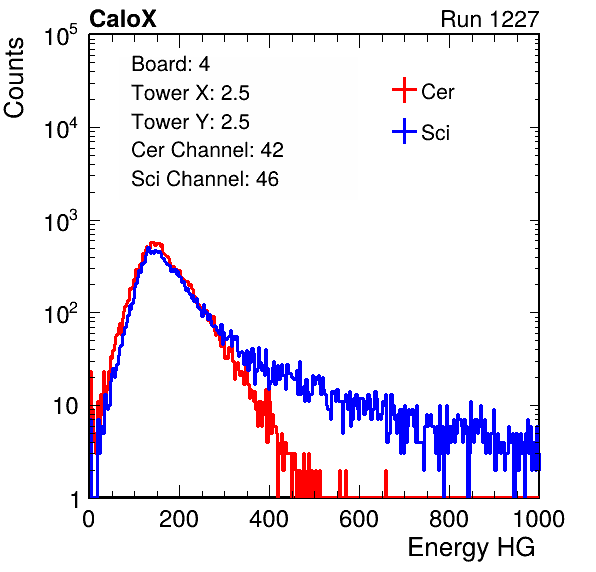 CaloX Run 1227
Counts
10^5
10^4
10^3
10^2
10
1
Board: 4
Tower X: 2.5
Tower Y: 2.5
Cer Channel: 42
Sci Channel: 46
Cer
Sci
0 200 400 600 800 1000
Energy HG